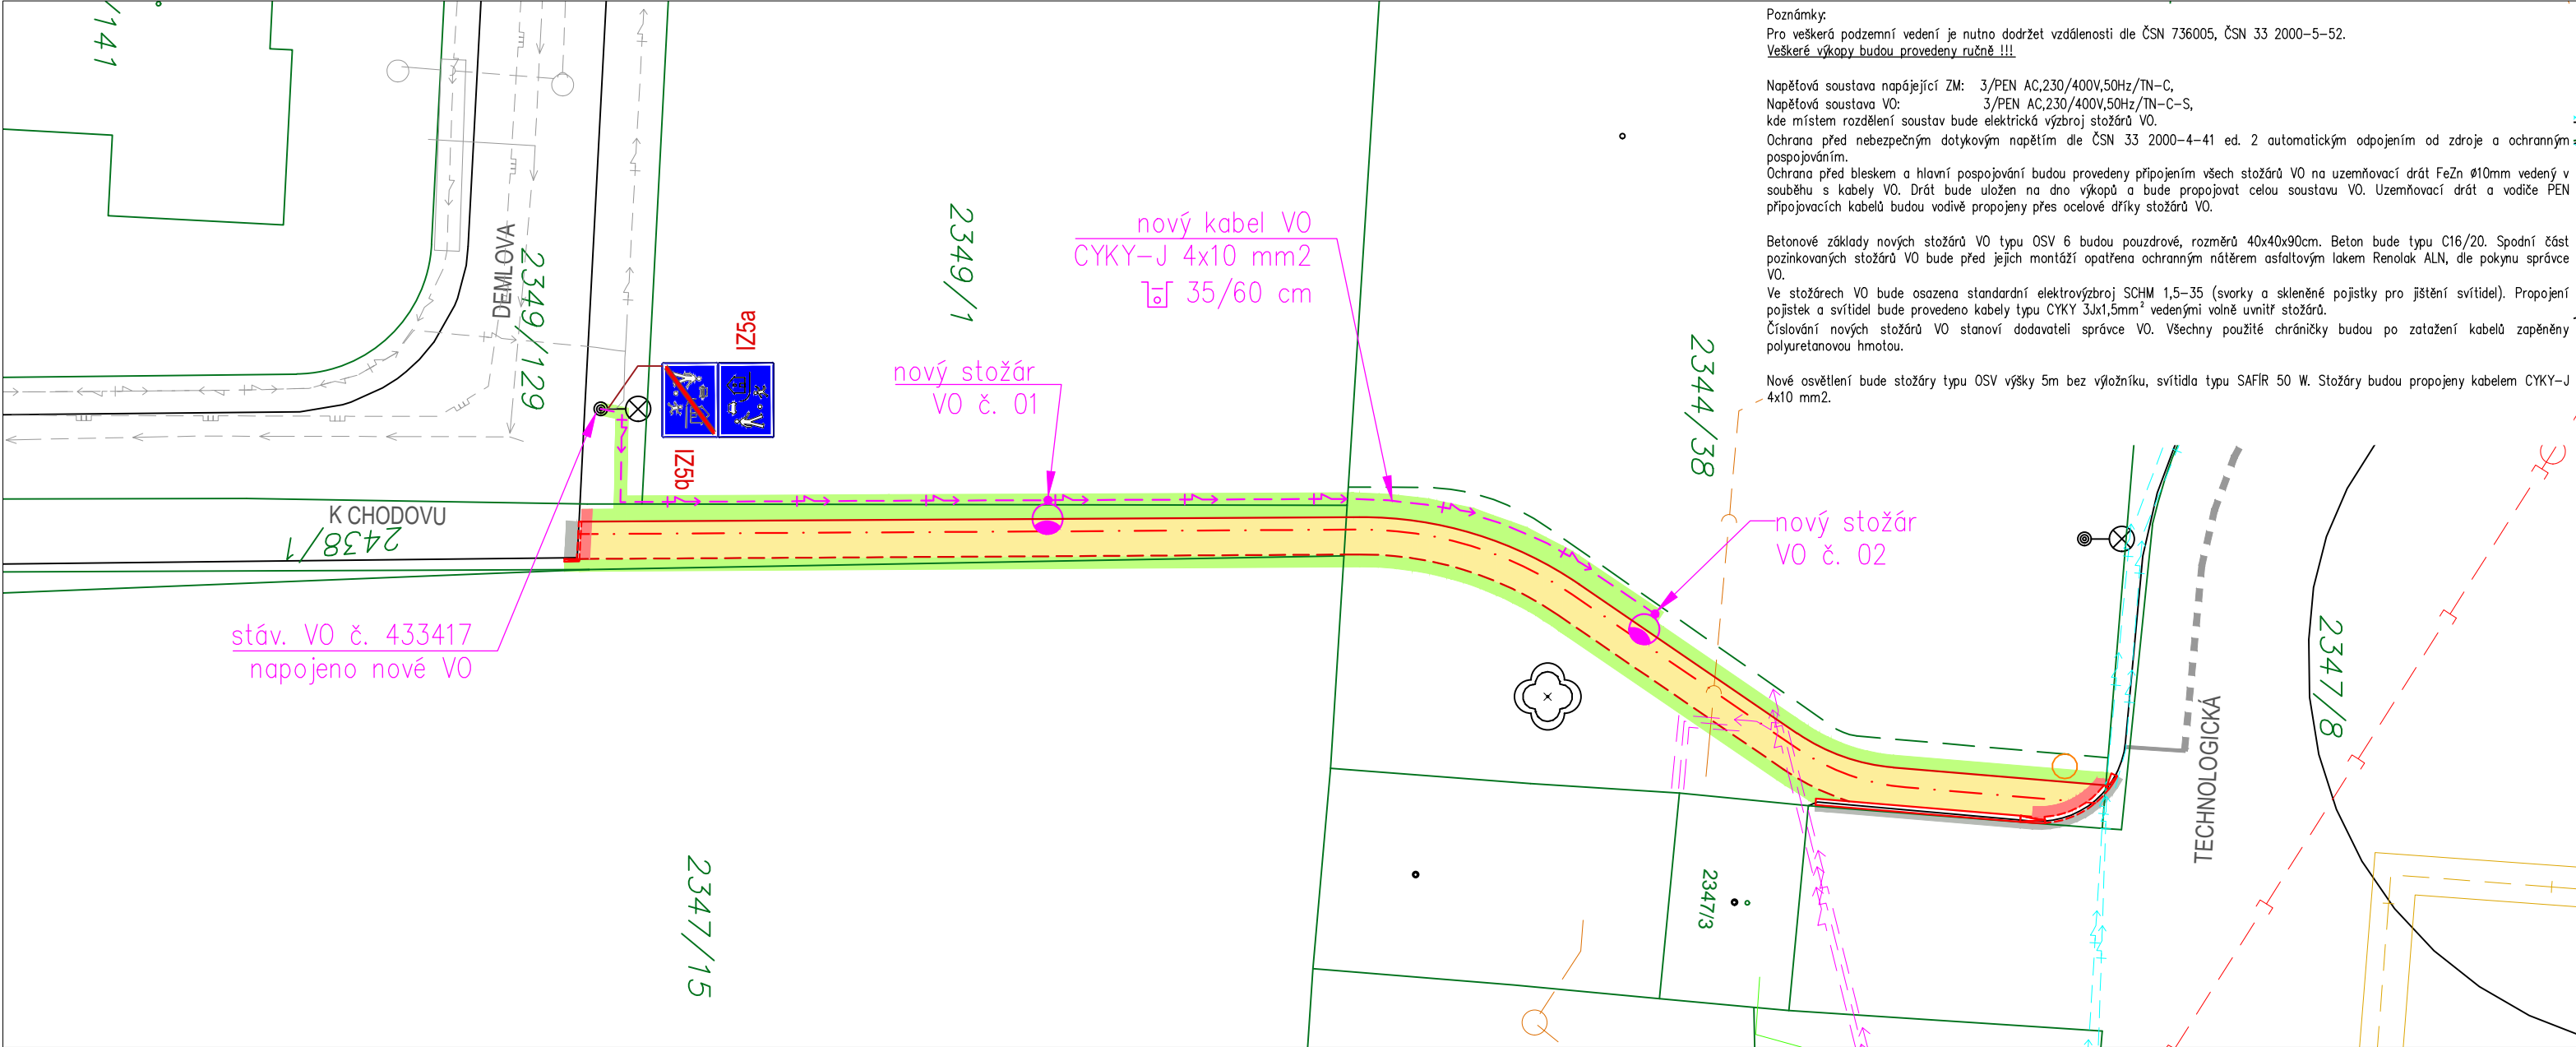 Poznámky:
Pro veškerá podzemní vedení je nutno dodržet vzdálenosti dle ČSN 736005, ČSN 33 2000-5-52.
Veškeré výkopy budou provedeny ručně !!!
Napěťová soustava napájející ZM: 3/PEN AC,230/400V,50Hz/TN-C,
Napěťová soustava VO: 3/PEN AC,230/400V,50Hz/TN-C-S,
kde místem rozdělení soustav bude elektrická výzbroj stožárů VO.
Ochrana před nebezpečným dotykovým napětím dle ČSN 33 2000-4-41 ed. 2 automatickým odpojením od zdroje a ochranným
pospojováním.
Ochrana před bleskem a hlavní pospojování budou provedeny připojením všech stožárů VO na uzemňovací drát FeZn ø10mm vedený v
souběhu s kabely VO. Drát bude uložen na dno výkopů a bude propojovat celou soustavu VO. Uzemňovací drát a vodiče PEN
připojovacích kabelů budou vodivě propojeny přes ocelové dříky stožárů VO.
Betonové základy nových stožárů VO typu OSV 6 budou pouzdrové, rozměrů 40x40x90cm. Beton bude typu C16/20. Spodní část
pozinkovaných stožárů VO bude před jejich montáží opatřena ochranným nátěrem asfaltovým lakem Renolak ALN, dle pokynu správce
VO.
Ve stožárech VO bude osazena standardní elektrovýzbroj SCHM 1,5-35 (svorky a skleněné pojistky pro jištění svítidel). Propojení
pojistek a svítidel bude provedeno kabely typu CYKY 3Jx1,5mm² vedenými volně uvnitř stožárů.
Číslování nových stožárů VO stanoví dodavateli správce VO. Všechny použité chráničky budou po zatažení kabelů zapěněny
polyuretanovou hmotou.
Nové osvětlení bude stožáry typu OSV výšky 5m bez výložníku, svítidla typu SAFÍR 50 W. Stožáry budou propojeny kabelem CYKY-J
4x10 mm2.
/141
DEMLOVA
2349/129
IZ5a
IZ5b
2349/1
nový kabel VO
CYKY-J 4x10 mm2
35/60 cm
nový stožár
VO č. 01
2344/38
nový stožár
VO č. 02
K CHODOVU
2438/1
stáv. VO č. 433417
napojeno nové VO
2347/15
2347/3
TECHNOLOGICKÁ
2347/8